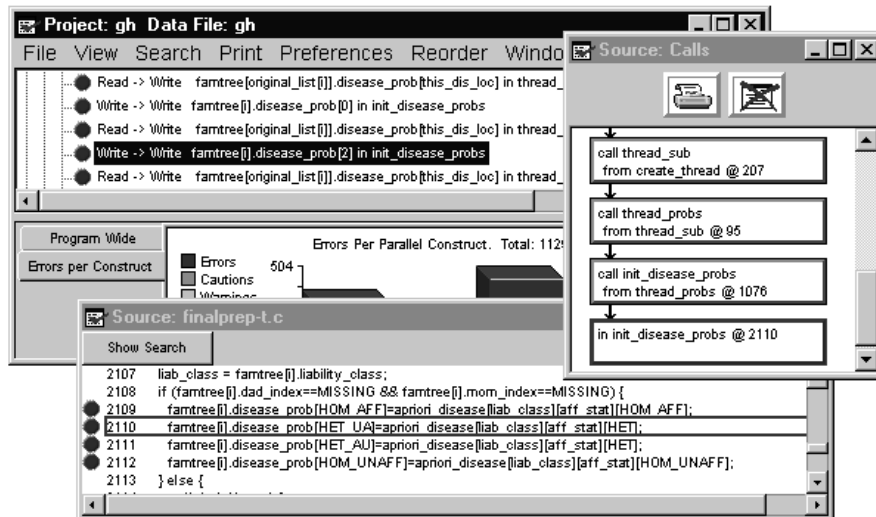 Project: gh Data File: gh
File View Search Print Preferences Reorder
Read -> Write famtree[original_list[i]].disease_prob[this_dis_loc] in thread_
Write -> Write famtree[i].disease_prob[0] in init_disease_probs
Read -> Write famtree[original_list[i]].disease_prob[this_dis_loc] in thread_
Write -> Write famtree[i].disease_prob[2] in init_disease_probs
Read -> Write famtree[original_list[i]].disease_prob[this_dis_loc] in thread_
Program Wide
Errors per Construct
Errors Per Parallel Construct. Total: 1129
Errors
Cautions
Warnings
504
Source: Calls
call thread_sub
from create_thread @ 207
call thread_probs
from thread_sub @ 95
call init_disease_probs
from thread_probs @ 1076
in init_disease_probs @ 2110
Source: finalprep-t.c
Show Search
2107 liab_class = famtree[i].liability_class;
2108 if (famtree[i].dad_index==MISSING && famtree[i].mom_index==MISSING) {
2109 famtree[i].disease_prob[HOM_AFF]=apriori_disease[liab_class][aff_stat][HOM_AFF];
2110 famtree[i].disease_prob[HET_UA]=apriori_disease[liab_class][aff_stat][HET];
2111 famtree[i].disease_prob[HET_AU]=apriori_disease[liab_class][aff_stat][HET];
2112 famtree[i].disease_prob[HOM_UNAFF]=apriori_disease[liab_class][aff_stat][HOM_UNAFF];
2113 } else {